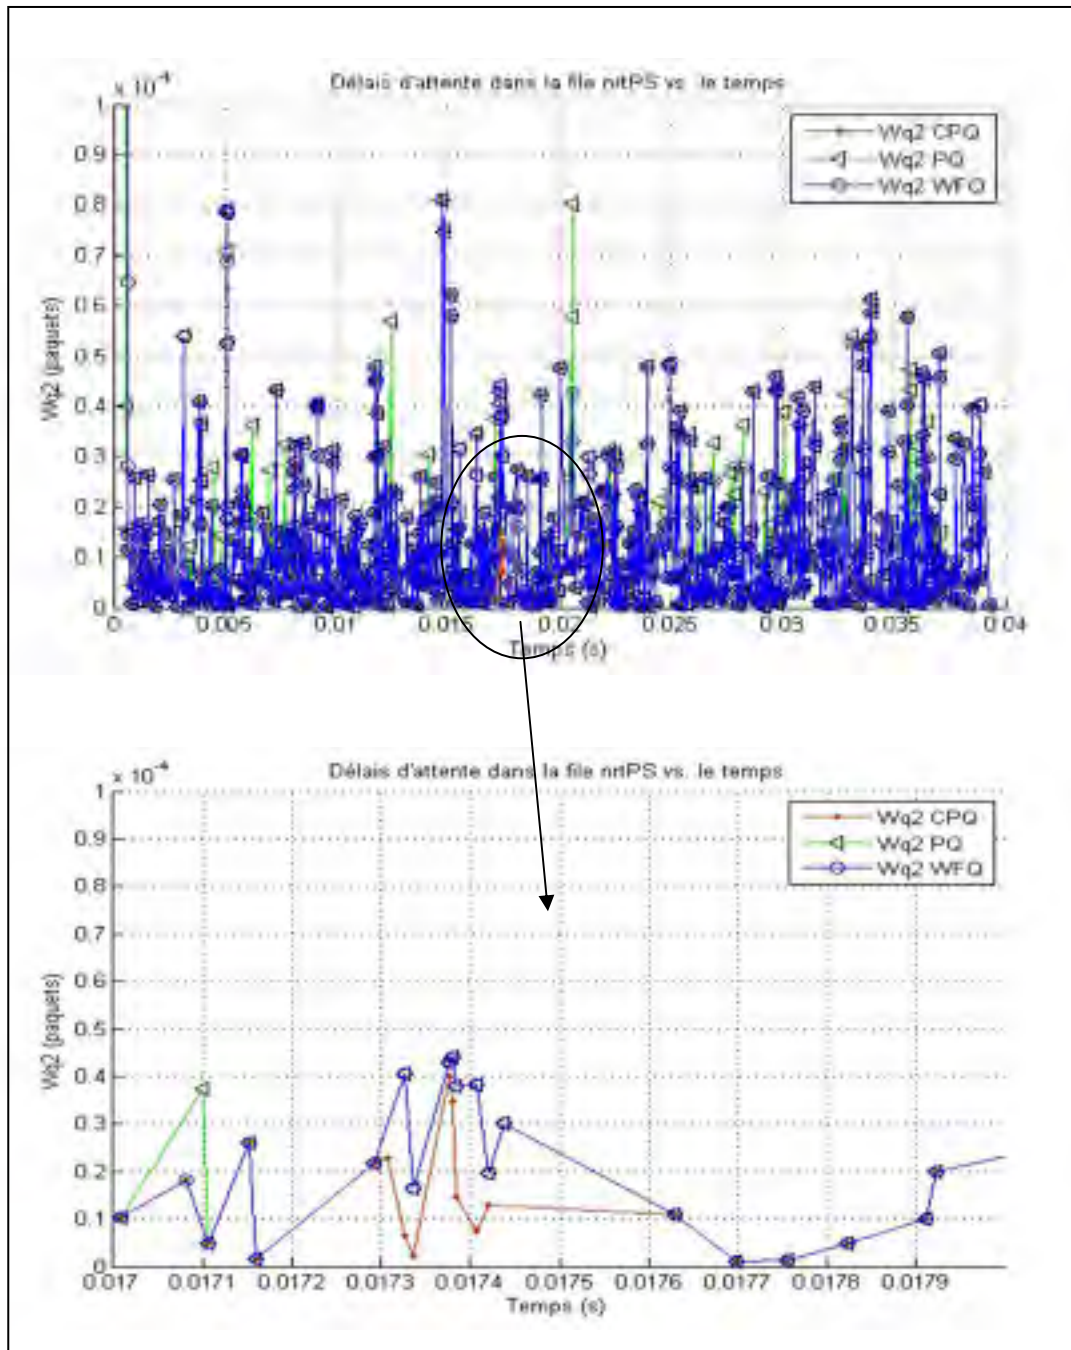 Délais d'attente dans la file nrtPS vs. le temps
x 10-4
1
0.9
0.8
0.7
0.6
0.5
0.4
0.3
0.2
0.1
0
Wq2 (paquets)
Wq2 CPQ
Wq2 PQ
Wq2 WFQ
0 0.005 0.01 0.015 0.02 0.025 0.03 0.035 0.04
Temps (s)
Délais d'attente dans la file nrtPS vs. le temps
x 10-4
1
0.9
0.8
0.7
0.6
0.5
0.4
0.3
0.2
0.1
0
Wq2 (paquets)
Wq2 CPQ
Wq2 PQ
Wq2 WFQ
0.017 0.0171 0.0172 0.0173 0.0174 0.0175 0.0176 0.0177 0.0178 0.0179
Temps (s)